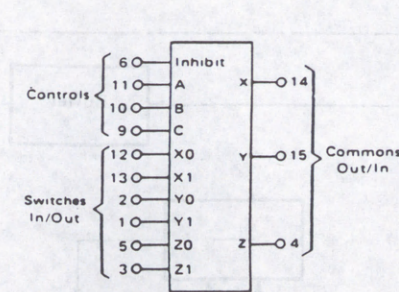 6 Inhibit
11 A X 14
Controls
10 B
9 C
12 X0
13 X1 Y 15 Commons Out/In
Switches In/Out
2 Y0
1 Y1
5 Z0 Z 4
3 Z1